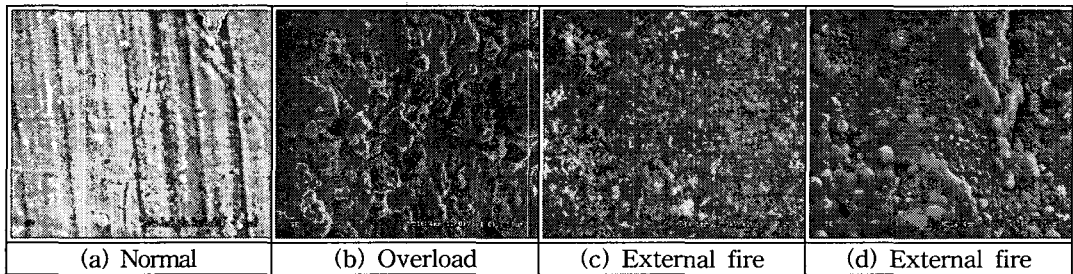 (a) Normal
(b) Overload
(c) External fire
(d) External fire